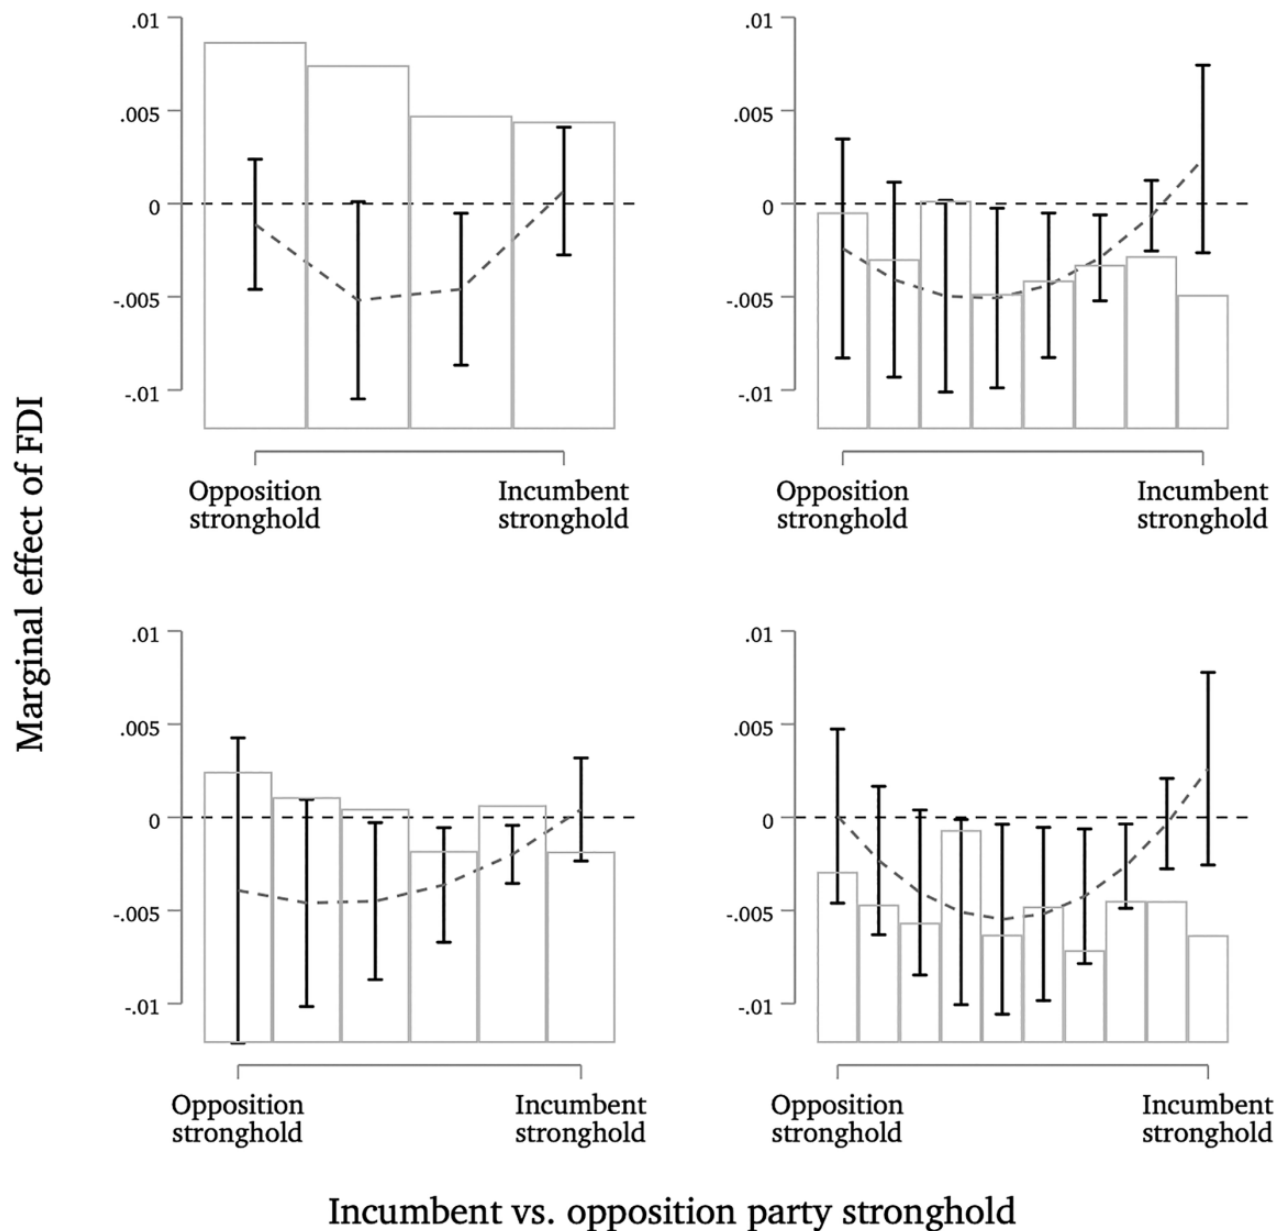 Marginal effect of FDI
.01
.005
0
-.005
-.01
Opposition
stronghold
Incumbent
stronghold
.01
.005
0
-.005
-.01
Opposition
stronghold
Incumbent
stronghold
.01
.005
0
-.005
-.01
Opposition
stronghold
Incumbent
stronghold
.01
.005
0
-.005
-.01
Opposition
stronghold
Incumbent
stronghold
Incumbent vs. opposition party stronghold